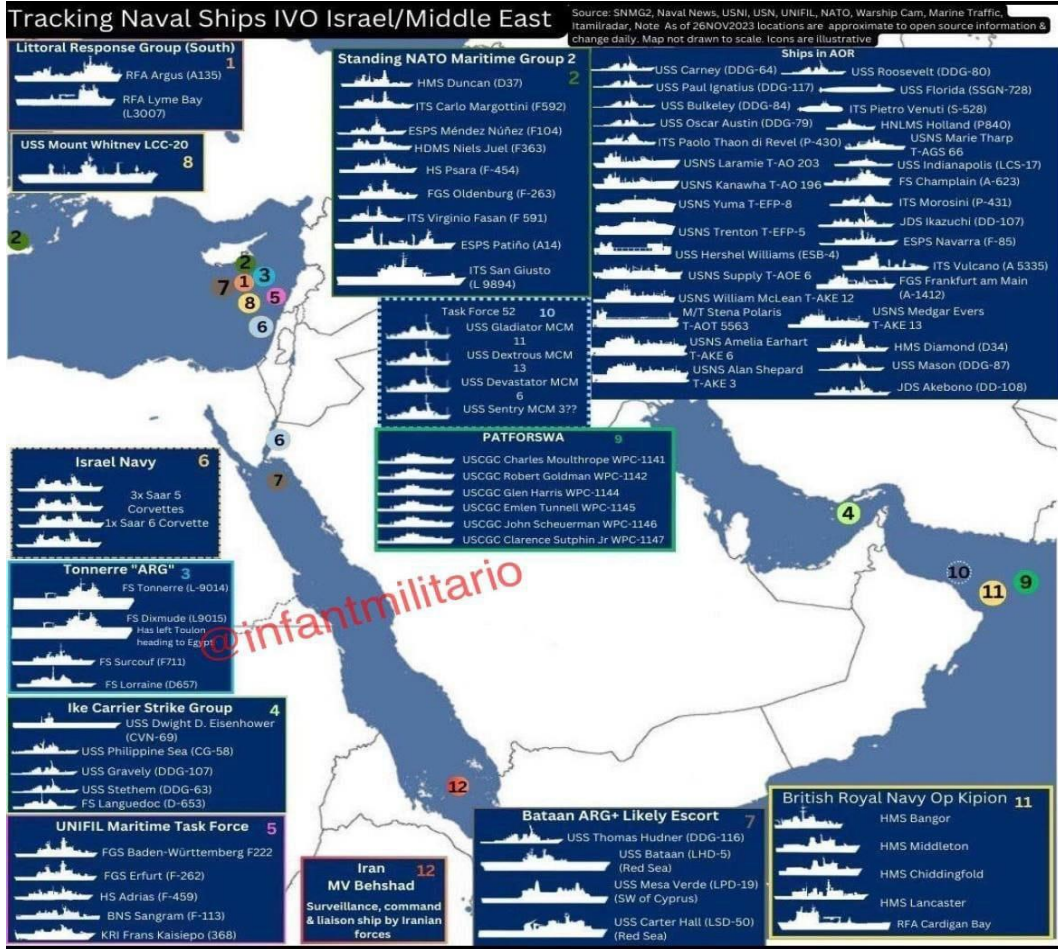 Tracking Naval Ships IVO Israel/Middle East
Source: SNMG2, Naval News, USNI, USN, UNIFIL, NATO, Warship Cam, Marine Traffic,
Itamilradar, Note As of 26NOV2023 locations are approximate to open source information &
change daily. Map not drawn to scale. Icons are illustrative
Littoral Response Group (South)
1
RFA Argus (A135)
RFA Lyme Bay
(L3007)
USS Mount Whitney LCC-20
8
Standing NATO Maritime Group 2
2
HMS Duncan (D37)
ITS Carlo Margottini (F592)
ESPS Méndez Núñez (F104)
HDMS Niels Juel (F363)
HS Psara (F-454)
FGS Oldenburg (F-263)
ITS Virginio Fasan (F 591)
ESPS Patiño (A14)
ITS San Giusto
(L 9894)
Ships in AOR
USS Carney (DDG-64)
USS Paul Ignatius (DDG-117)
USS Bulkeley (DDG-84)
USS Oscar Austin (DDG-79)
ITS Paolo Thaon di Revel (P-430)
USNS Laramie T-AO 203
USNS Kanawha T-AO 196
USNS Yuma T-EFP-8
USNS Trenton T-EFP-5
USS Hershel Williams (ESB-4)
USNS Supply T-AOE 6
USNS William McLean T-AKE 12
M/T Stena Polaris
T-AOT 5563
USNS Amelia Earhart
T-AKE 6
USNS Alan Shepard
T-AKE 3
USS Roosevelt (DDG-80)
USS Florida (SSGN-728)
ITS Pietro Venuti (S-528)
HNLMS Holland (P840)
USNS Marie Tharp
T-AGS 66
USS Indianapolis (LCS-17)
FS Champlain (A-623)
ITS Morosini (P-431)
JDS Ikazuchi (DD-107)
ESPS Navarra (F-85)
ITS Vulcano (A 5335)
FGS Frankfurt am Main
(A-1412)
USNS Medgar Evers
T-AKE 13
HMS Diamond (D34)
USS Mason (DDG-87)
JDS Akebono (DD-108)
2
2
3
7
1
5
8
6
Task Force 52
10
USS Gladiator MCM
11
USS Dextrous MCM
13
USS Devastator MCM
6
USS Sentry MCM 3??
6
7
PATFORSWA
9
USCGC Charles Moulthrope WPC-1141
USCGC Robert Goldman WPC-1142
USCGC Glen Harris WPC-1144
USCGC Emlen Tunnell WPC-1145
USCGC John Scheuerman WPC-1146
USCGC Clarence Sutphin Jr WPC-1147
4
10
11
9
Israel Navy
6
3x Saar 5
Corvettes
1x Saar 6 Corvette
Tonnerre "ARG"
3
FS Tonnerre (L-9014)
FS Dixmude (L9015)
Has left Toulon
heading to Egypt
FS Surcouf (F711)
FS Lorraine (D657)
@infantmilitario
Ike Carrier Strike Group
4
USS Dwight D. Eisenhower
(CVN-69)
USS Philippine Sea (CG-58)
USS Gravely (DDG-107)
USS Stethem (DDG-63)
FS Languedoc (D-653)
12
UNIFIL Maritime Task Force
5
FGS Baden-Württemberg F222
FGS Erfurt (F-262)
HS Adrias (F-459)
BNS Sangram (F-113)
KRI Frans Kaisiepo (368)
Iran
12
MV Behshad
Surveillance, command
& liaison ship by Iranian
forces
Bataan ARG+ Likely Escort
7
USS Thomas Hudner (DDG-116)
USS Bataan (LHD-5)
(Red Sea)
USS Mesa Verde (LPD-19)
(SW of Cyprus)
USS Carter Hall (LSD-50)
(Red Sea)
British Royal Navy Op Kipion
11
HMS Bangor
HMS Middleton
HMS Chiddingfold
HMS Lancaster
RFA Cardigan Bay